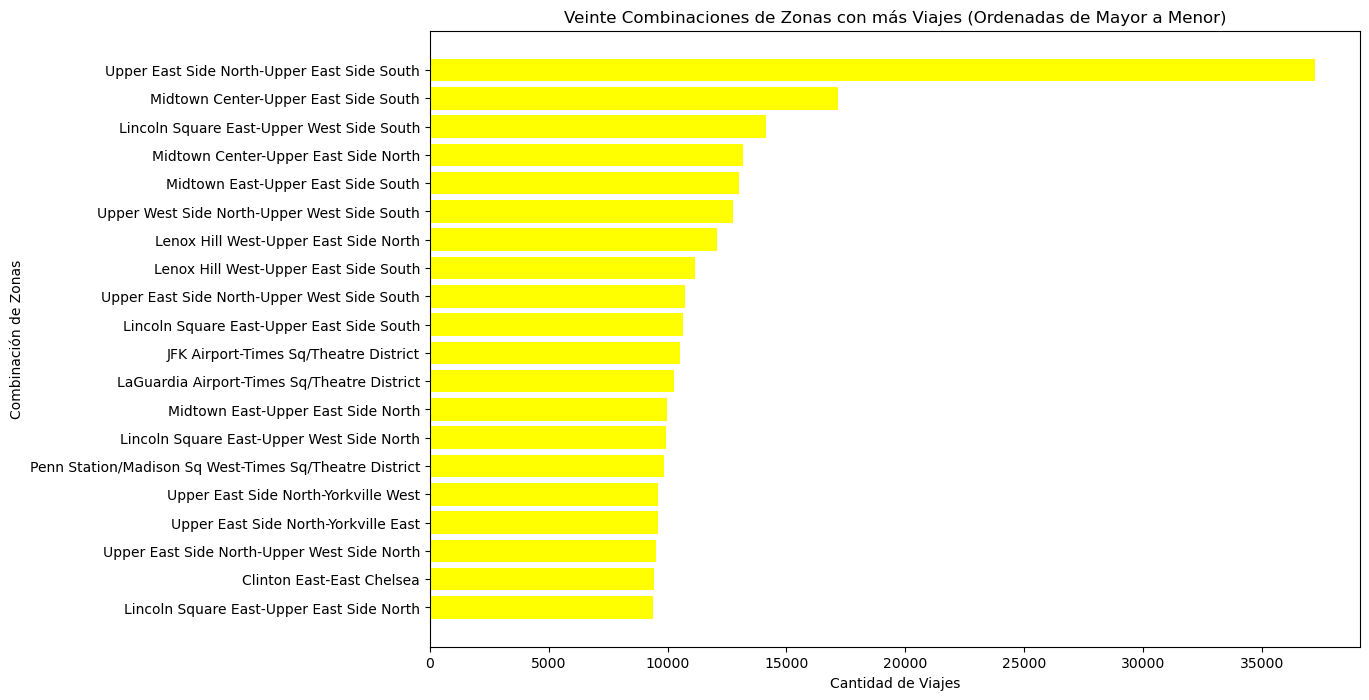 Veinte Combinaciones de Zonas con más Viajes (Ordenadas de Mayor a Menor)
Combinación de Zonas
Upper East Side North-Upper East Side South
Midtown Center-Upper East Side South
Lincoln Square East-Upper West Side South
Midtown Center-Upper East Side North
Midtown East-Upper East Side South
Upper West Side North-Upper West Side South
Lenox Hill West-Upper East Side North
Lenox Hill West-Upper East Side South
Upper East Side North-Upper West Side South
Lincoln Square East-Upper East Side South
JFK Airport-Times Sq/Theatre District
LaGuardia Airport-Times Sq/Theatre District
Midtown East-Upper East Side North
Lincoln Square East-Upper West Side North
Penn Station/Madison Sq West-Times Sq/Theatre District
Upper East Side North-Yorkville West
Upper East Side North-Yorkville East
Upper East Side North-Upper West Side North
Clinton East-East Chelsea
Lincoln Square East-Upper East Side North
0 5000 10000 15000 20000 25000 30000 35000
Cantidad de Viajes